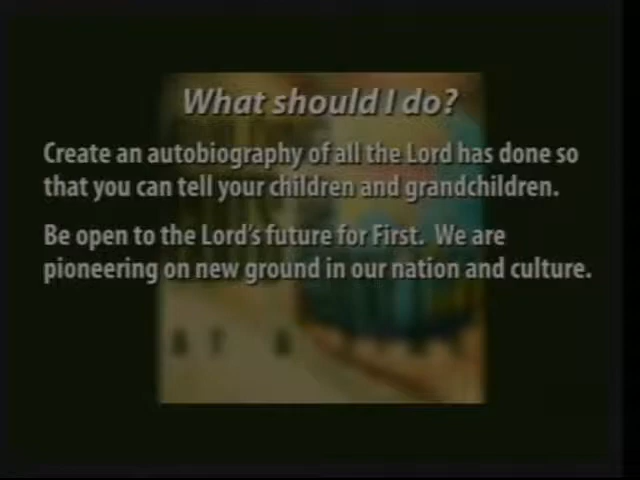 What should I do?
Create an autobiography of all the Lord has done so
that you can tell your children and grandchildren.
Be open to the Lord's future for First. We are
pioneering on new ground in our nation and culture.